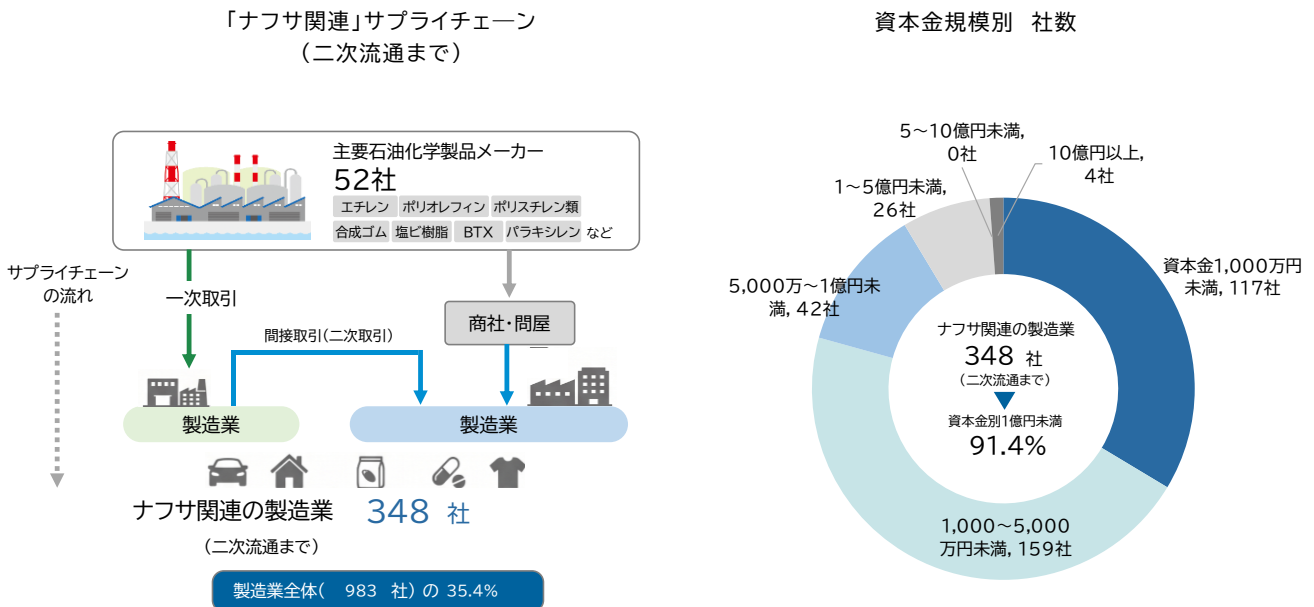 「ナフサ関連」サプライチェーン
（二次流通まで）
主要石油化学製品メーカー
52社
エチレン ポリオレフィン ポリスチレン類
合成ゴム 塩ビ樹脂 BTX パラキシレン など
サプライチェーン
の流れ
一次取引
商社・問屋
間接取引(二次取引)
製造業
製造業
ナフサ関連の製造業 348 社
（二次流通まで）
製造業全体( 983 社) の 35.4%
資本金規模別 社数
5～10億円未満,
0社
10億円以上,
4社
1～5億円未満,
26社
5,000万～1億円未
満, 42社
資本金1,000万円
未満, 117社
ナフサ関連の製造業
348 社
（二次流通まで）
資本金別1億円未満
91.4%
1,000～5,000
万円未満, 159社